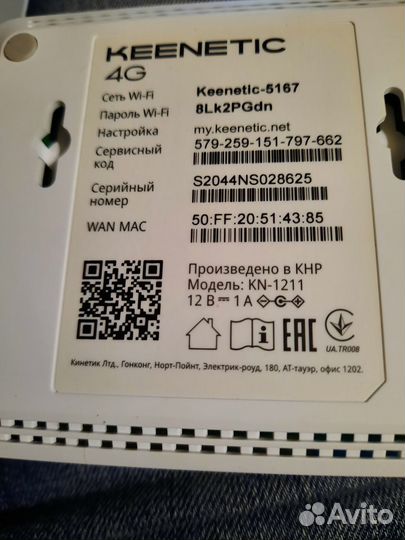 KEENETIC
4G
Сеть Wi-Fi Keenetic-5167
Пароль Wi-Fi 8Lk2PGdn
Настройка my.keenetic.net
Сервисный код 579-259-151-797-662
Серийный номер S2044NS028625
WAN MAC 50:FF:20:51:43:85
Произведено в КНР
Модель: KN-1211
12 В 1 А
EAC
UA.TR008
Кинетик Лтд., Гонконг, Норт-Пойнт, Электрик-роуд, 180, АТ-тауэр, офис 1202.
Avito